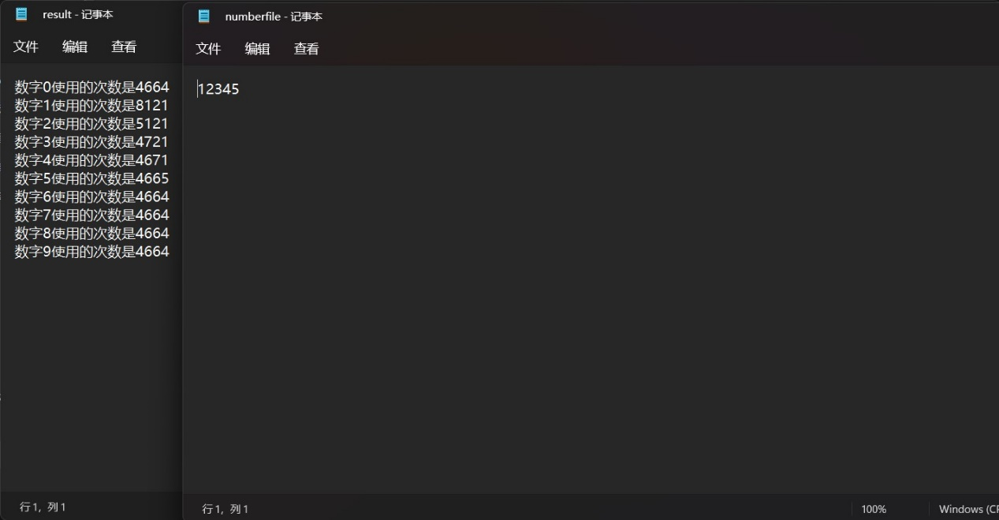 result - 记事本
文件 编辑 查看
数字0使用的次数是4664
数字1使用的次数是8121
数字2使用的次数是5121
数字3使用的次数是4721
数字4使用的次数是4671
数字5使用的次数是4665
数字6使用的次数是4664
数字7使用的次数是4664
数字8使用的次数是4664
数字9使用的次数是4664
行 1, 列 1
numberfile - 记事本
文件 编辑 查看
12345
行 1, 列 1
100%
Windows (CR